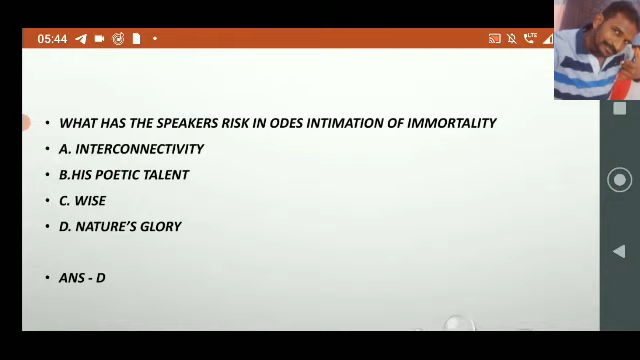 05:44
LTE
• WHAT HAS THE SPEAKERS RISK IN ODES INTIMATION OF IMMORTALITY
• A. INTERCONNECTIVITY
• B.HIS POETIC TALENT
• C. WISE
• D. NATURE'S GLORY
• ANS - D